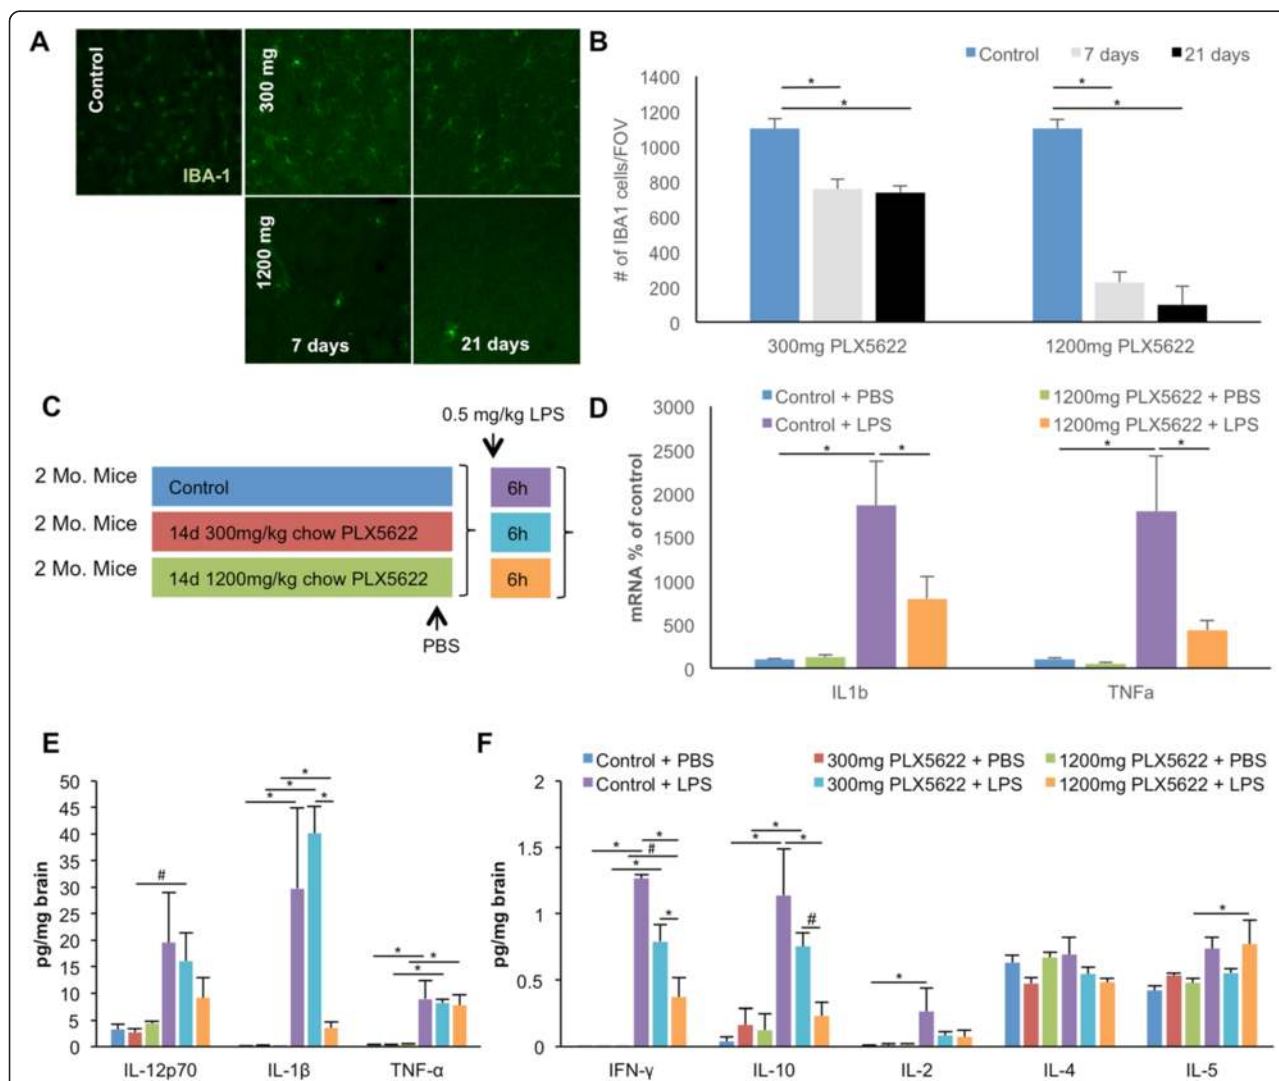 A
Control
IBA-1
300 mg
1200 mg
7 days
21 days
B
Control
7 days
21 days
# of IBA1 cells/FOV
1400
1200
1000
800
600
400
200
0
*
*
*
*
300mg PLX5622
1200mg PLX5622
C
0.5 mg/kg LPS
2 Mo. Mice
Control
6h
2 Mo. Mice
14d 300mg/kg chow PLX5622
6h
2 Mo. Mice
14d 1200mg/kg chow PLX5622
6h
PBS
D
Control + PBS
1200mg PLX5622 + PBS
Control + LPS
1200mg PLX5622 + LPS
mRNA % of control
3000
2500
2000
1500
1000
500
0
*
*
*
*
IL1b
TNFa
E
pg/mg brain
50
45
40
35
30
25
20
15
10
5
0
#
*
*
*
*
*
*
*
IL-12p70
IL-1β
TNF-α
F
Control + PBS
300mg PLX5622 + PBS
1200mg PLX5622 + PBS
Control + LPS
300mg PLX5622 + LPS
1200mg PLX5622 + LPS
pg/mg brain
2
1.5
1
0.5
0
*
*
#
*
*
*
*
*
#
*
*
IFN-γ
IL-10
IL-2
IL-4
IL-5